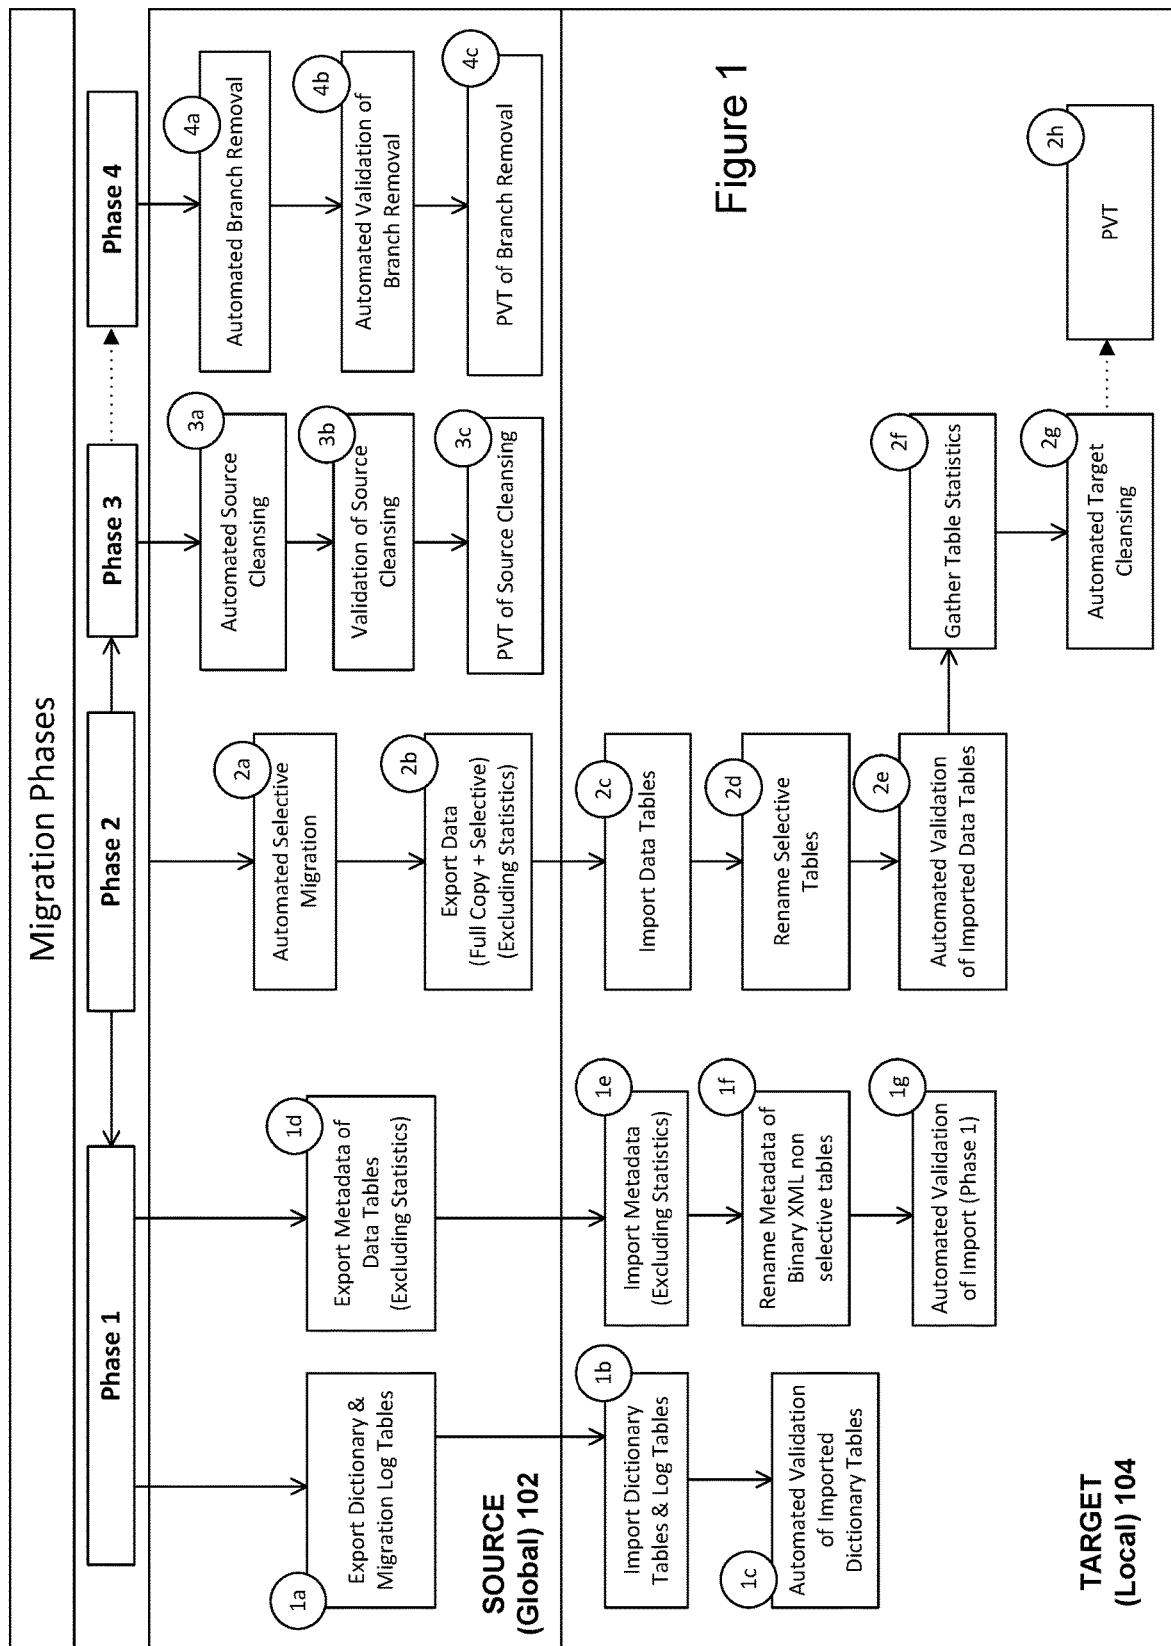 Migration Phases
Phase 1
Phase 2
Phase 3
Phase 4
1a
Export Dictionary &
Migration Log Tables
1d
Export Metadata of
Data Tables
(Excluding Statistics)
2a
Automated Selective
Migration
2b
Export Data
(Full Copy + Selective)
(Excluding Statistics)
3a
Automated Source
Cleansing
3b
Validation of Source
Cleansing
3c
PVT of Source Cleansing
4a
Automated Branch Removal
4b
Automated Validation of
Branch Removal
4c
PVT of Branch Removal
SOURCE
(Global) 102
1b
Import Dictionary
Tables & Log Tables
1c
Automated Validation
of Imported
Dictionary Tables
1e
Import Metadata
(Excluding Statistics)
1f
Rename Metadata of
Binary XML non
selective tables
1g
Automated Validation
of Import (Phase 1)
2c
Import Data Tables
2d
Rename Selective
Tables
2e
Automated Validation
of Imported Data Tables
2f
Gather Table Statistics
2g
Automated Target
Cleansing
2h
PVT
TARGET
(Local) 104
Figure 1